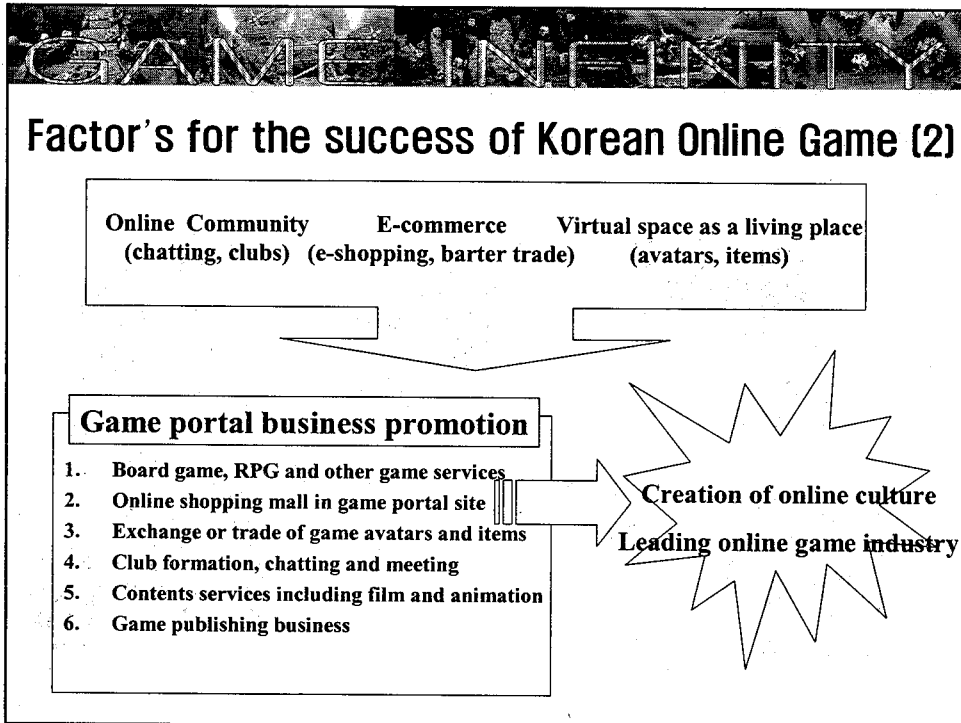 GAME INFINITY
Factor's for the success of Korean Online Game (2)
Online Community E-commerce Virtual space as a living place
(chatting, clubs) (e-shopping, barter trade) (avatars, items)
Game portal business promotion
1. Board game, RPG and other game services
2. Online shopping mall in game portal site
3. Exchange or trade of game avatars and items
4. Club formation, chatting and meeting
5. Contents services including film and animation
6. Game publishing business
Creation of online culture
Leading online game industry